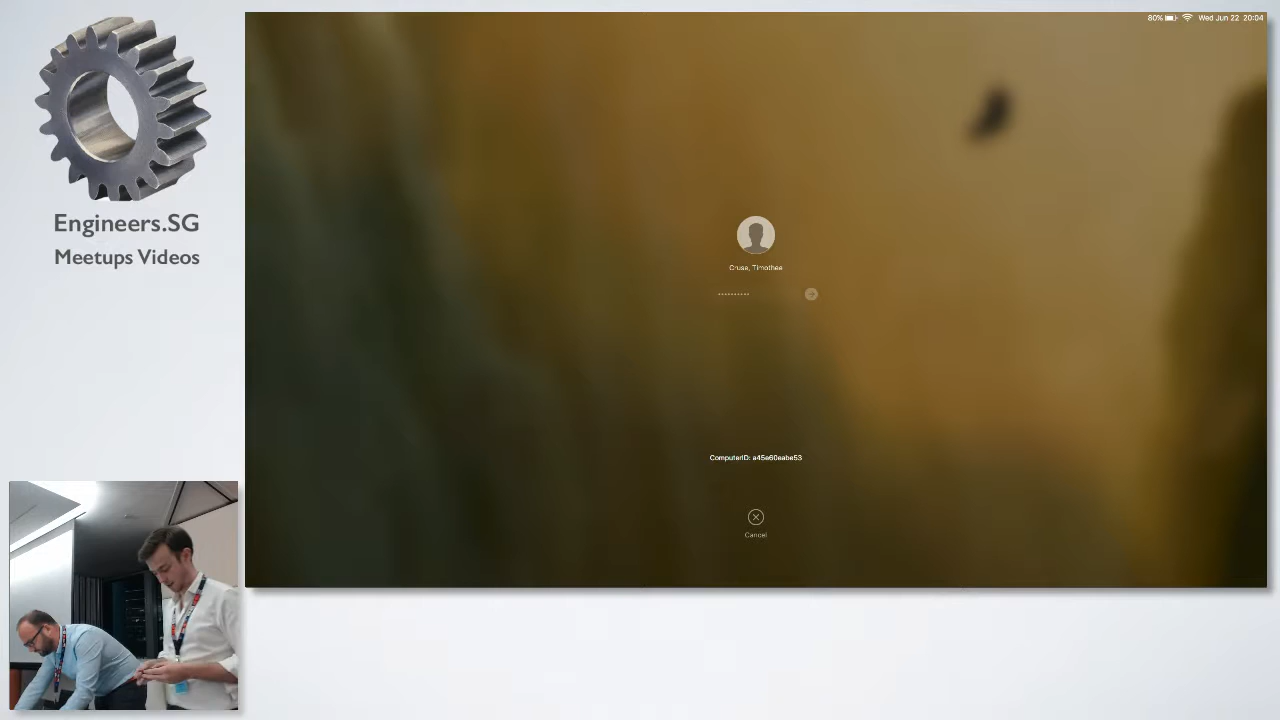 80% Wed Jun 22 20:04
Engineers.SG
Meetups Videos
Cruse, Timothee
ComputerID: a45e60eabe53
Cancel